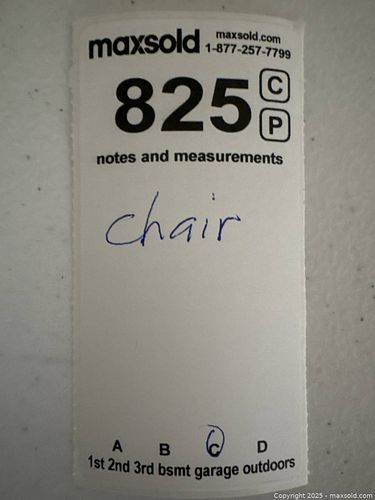 maxsold maxsold.com
1-877-257-7799
825 C
P
notes and measurements
chair
A B C D
1st 2nd 3rd bsmt garage outdoors
Copyright 2025 - maxsold.com